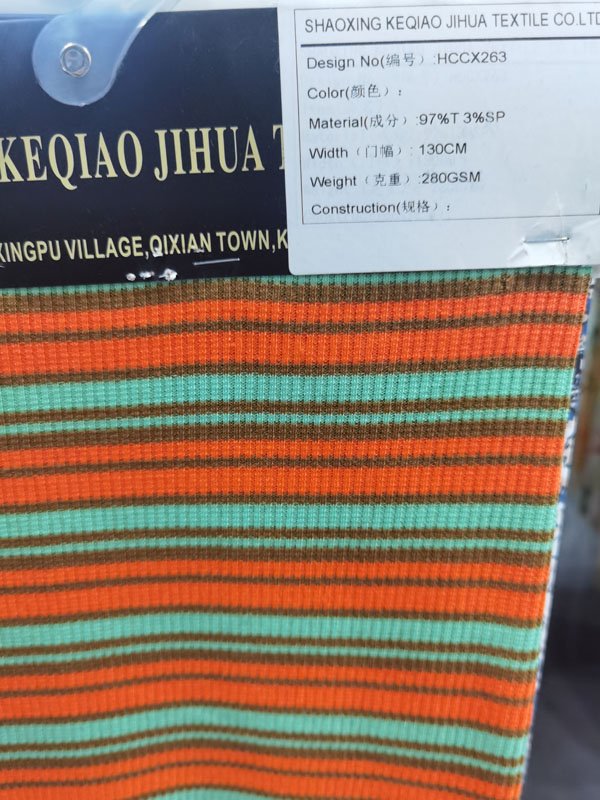 KEQIAO JIHUA
XINGPU VILLAGE,QIXIAN TOWN,K
SHAOXING KEQIAO JIHUA TEXTILE CO.LTD
Design No(编号）:HCCX263
Color(颜色）：
Material(成分）:97%T 3%SP
Width（门幅）: 130CM
Weight（克重）:280GSM
Construction(规格）：